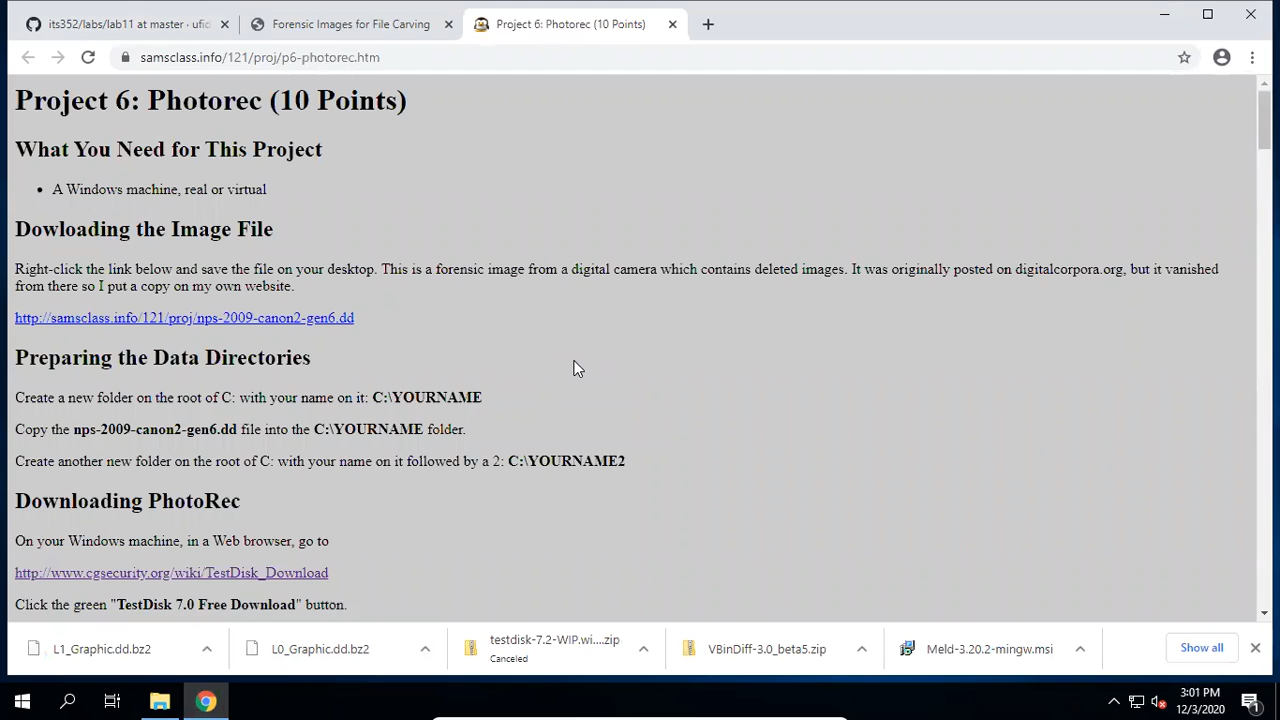 its352/labs/lab11 at master · ufid
Forensic Images for File Carving
Project 6: Photorec (10 Points)
samsclass.info/121/proj/p6-photorec.htm
Project 6: Photorec (10 Points)
What You Need for This Project
• A Windows machine, real or virtual
Dowloading the Image File
Right-click the link below and save the file on your desktop. This is a forensic image from a digital camera which contains deleted images. It was originally posted on digitalcorpora.org, but it vanished
from there so I put a copy on my own website.
http://samsclass.info/121/proj/nps-2009-canon2-gen6.dd
Preparing the Data Directories
Create a new folder on the root of C: with your name on it: C:\YOURNAME
Copy the nps-2009-canon2-gen6.dd file into the C:\YOURNAME folder.
Create another new folder on the root of C: with your name on it followed by a 2: C:\YOURNAME2
Downloading PhotoRec
On your Windows machine, in a Web browser, go to
http://www.cgsecurity.org/wiki/TestDisk_Download
Click the green "TestDisk 7.0 Free Download" button.
L1_Graphic.dd.bz2
L0_Graphic.dd.bz2
testdisk-7.2-WIP.wi....zip
Canceled
VBinDiff-3.0_beta5.zip
Meld-3.20.2-mingw.msi
Show all
3:01 PM
12/3/2020
1